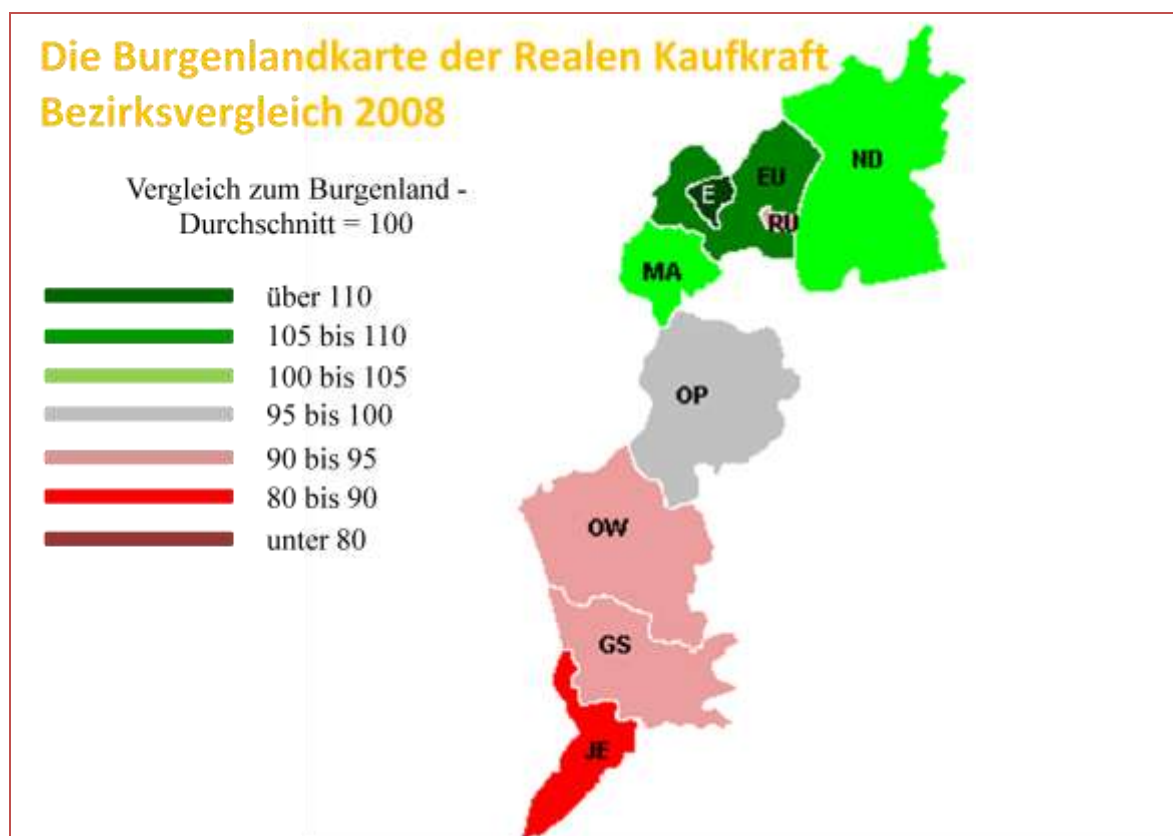 Die Burgenlandkarte der Realen Kaufkraft
Bezirksvergleich 2008
Vergleich zum Burgenland -
Durchschnitt = 100
über 110
105 bis 110
100 bis 105
95 bis 100
90 bis 95
80 bis 90
unter 80
ND
EU
E
RU
MA
OP
OW
GS
JE